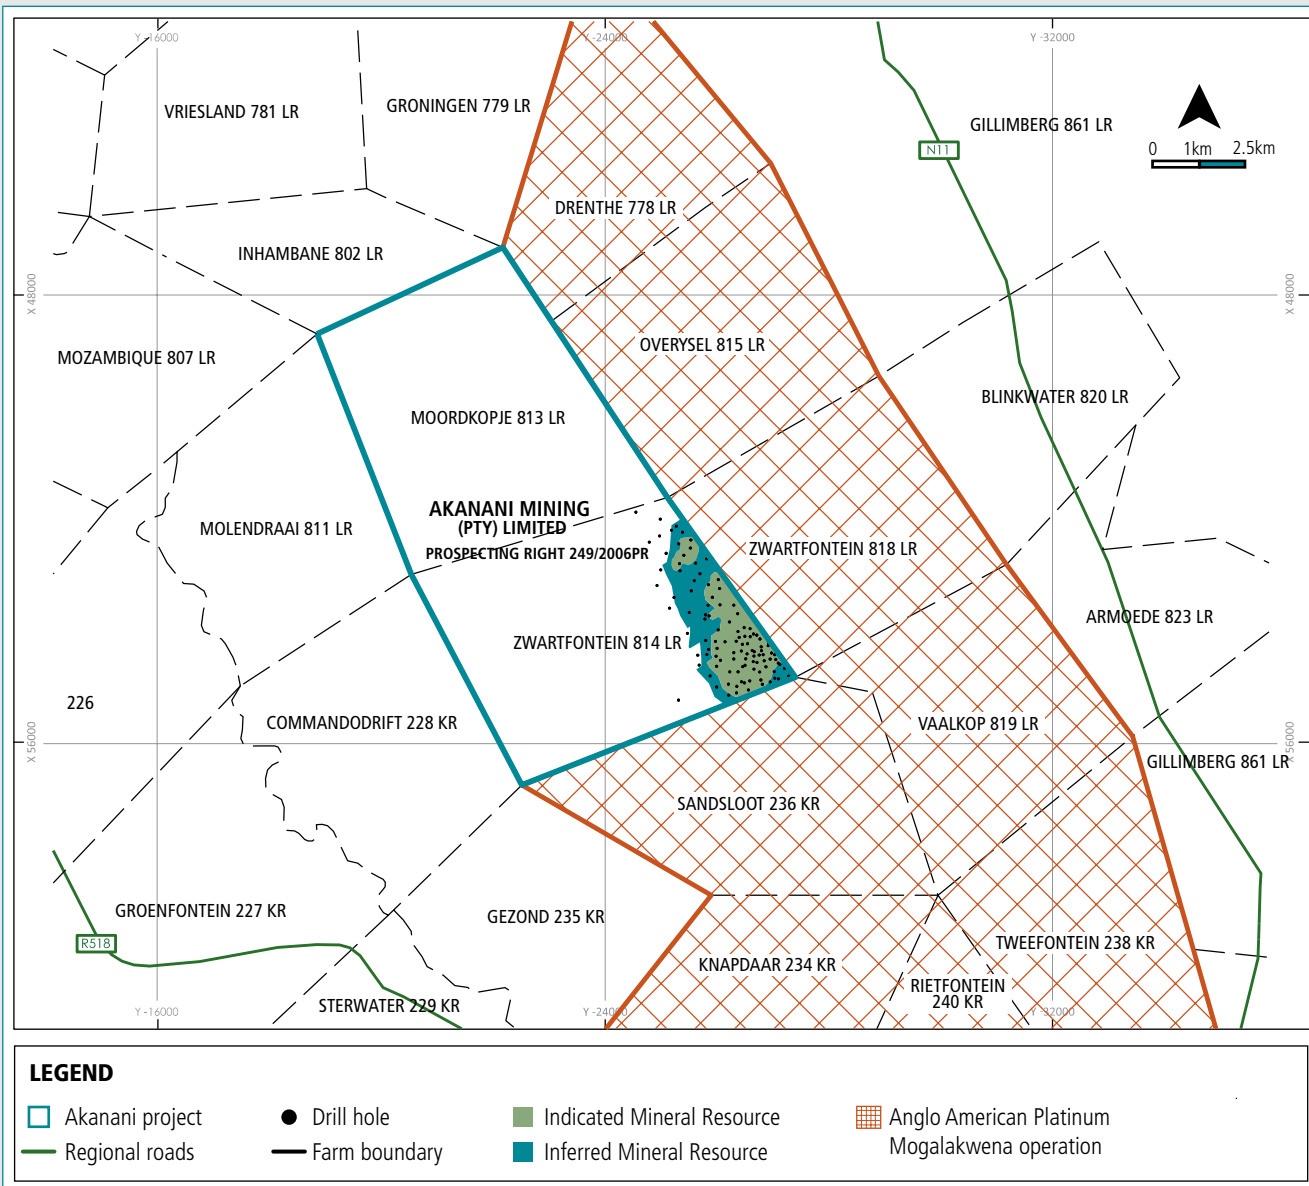 Y -16000
Y -24000
Y -32000
VRIESLAND 781 LR
GRONINGEN 779 LR
GILLIMBERG 861 LR
N11
0 1km 2.5km
DRENTHE 778 LR
INHAMBANE 802 LR
X 48000
X 48000
MOZAMBIQUE 807 LR
OVERYSEL 815 LR
BLINKWATER 820 LR
MOORDKOPJE 813 LR
AKANANI MINING
(PTY) LIMITED
PROSPECTING RIGHT 249/2006PR
MOLENDRAAI 811 LR
ZWARTFONTEIN 818 LR
ARMOEDE 823 LR
ZWARTFONTEIN 814 LR
226
COMMANDODRIFT 228 KR
VAALKOP 819 LR
X 56000
X 56000
GILLIMBERG 861 LR
SANDSLOOT 236 KR
GROENFONTEIN 227 KR
GEZOND 235 KR
R518
TWEEFONTEIN 238 KR
KNAPDAAR 234 KR
RIETFONTEIN
240 KR
STERWATER 229 KR
Y -16000
Y -24000
Y -32000
LEGEND
Akanani project
Drill hole
Indicated Mineral Resource
Anglo American Platinum
Mogalakwena operation
Regional roads
Farm boundary
Inferred Mineral Resource